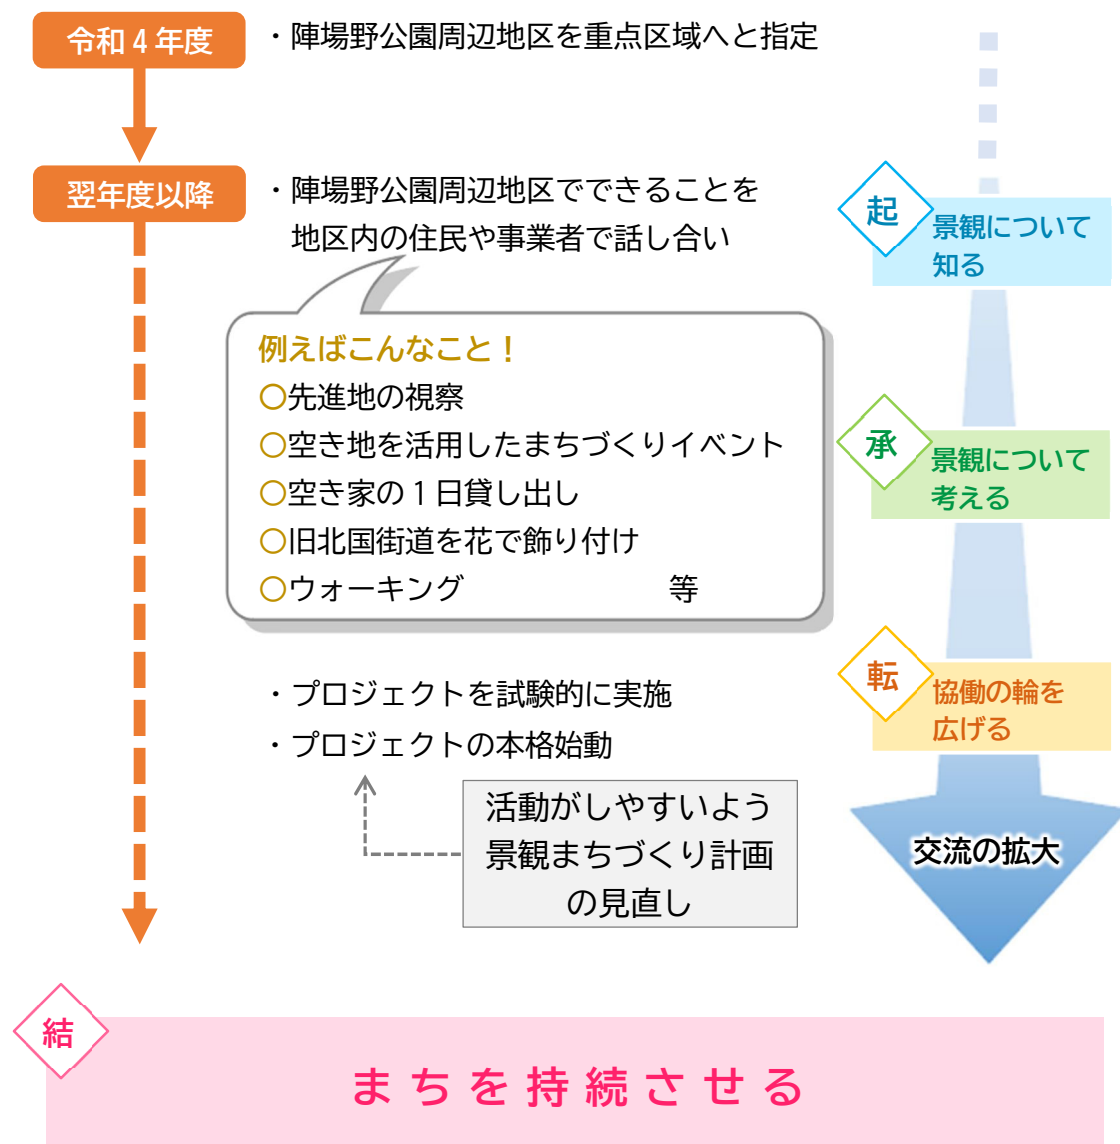 令和４年度
・陣場野公園周辺地区を重点区域へと指定
翌年度以降
・陣場野公園周辺地区でできることを
地区内の住民や事業者で話し合い
例えばこんなこと！
○先進地の視察
○空き地を活用したまちづくりイベント
○空き家の１日貸し出し
○旧北国街道を花で飾り付け
○ウォーキング　　　　　　　等
・プロジェクトを試験的に実施
・プロジェクトの本格始動
活動がしやすいよう
景観まちづくり計画
の見直し
起
景観について
知る
承
景観について
考える
転
協働の輪を
広げる
交流の拡大
結
まちを持続させる